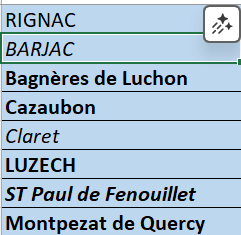 RIGNAC
BARJAC
Bagnères de Luchon
Cazaubon
Claret
LUZECH
ST Paul de Fenouillet
Montpezat de Quercy